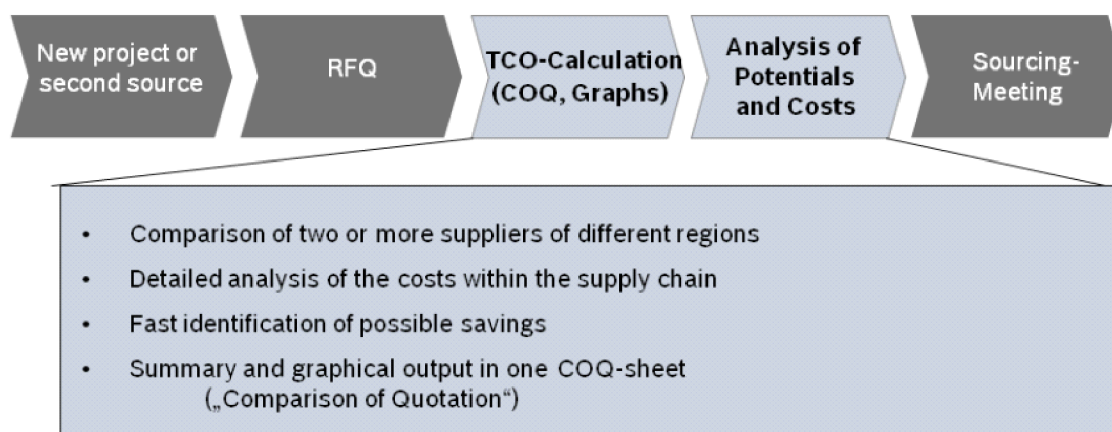 New project or
second source
RFQ
TCO-Calculation
(COQ, Graphs)
Analysis of
Potentials
and Costs
Sourcing-
Meeting
• Comparison of two or more suppliers of different regions
• Detailed analysis of the costs within the supply chain
• Fast identification of possible savings
• Summary and graphical output in one COQ-sheet
(„Comparison of Quotation“)